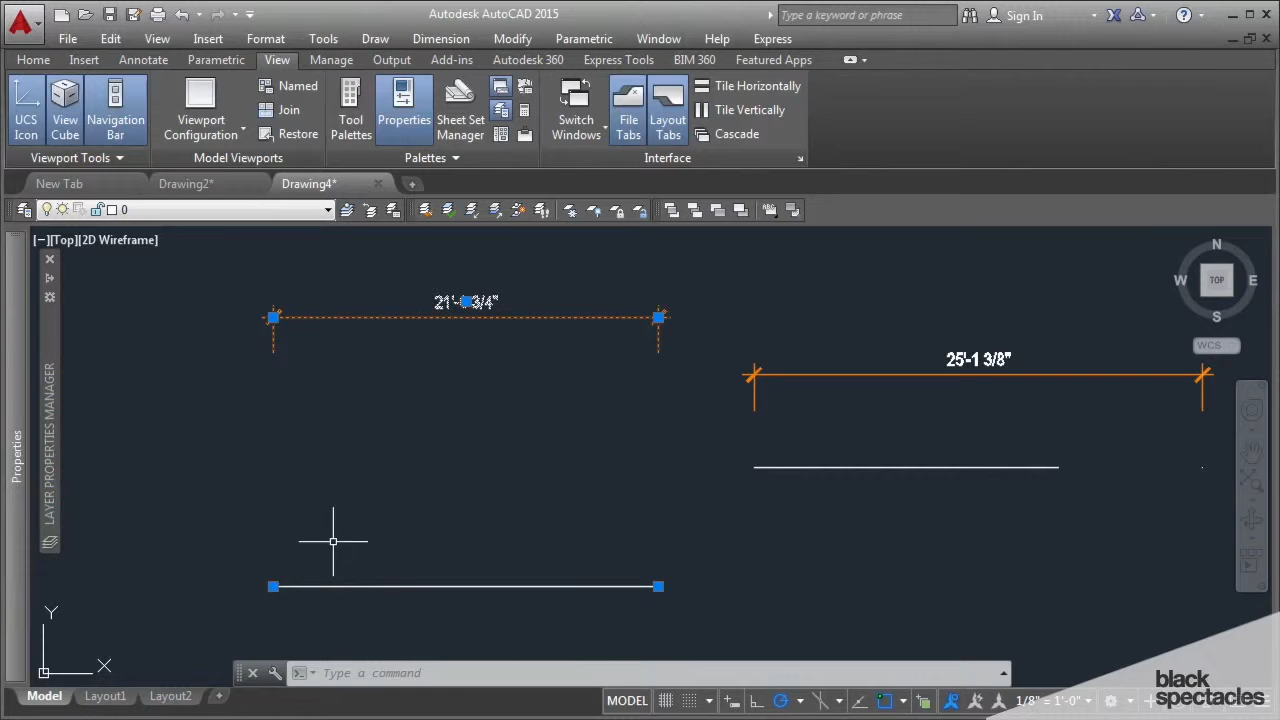 Autodesk AutoCAD 2015
Type a keyword or phrase
Sign In
File Edit View Insert Format Tools Draw Dimension Modify Parametric Window Help Express
Home Insert Annotate Parametric View Manage Output Add-ins Autodesk 360 Express Tools BIM 360 Featured Apps
UCS Icon
View Cube
Navigation Bar
Viewport Tools
Viewport Configuration
Named
Join
Restore
Model Viewports
Tool Palettes
Properties
Sheet Set Manager
Palettes
Switch Windows
File Tabs
Layout Tabs
Tile Horizontally
Tile Vertically
Cascade
Interface
New Tab Drawing2* Drawing4*
0
[−][Top][2D Wireframe]
N
W TOP E
S
WCS
3/4"
25'-1 3/8"
LAYER PROPERTIES MANAGER
Properties
Y
X
Type a command
Model Layout1 Layout2 +
MODEL
1/8" = 1'-0"
black
spectacles